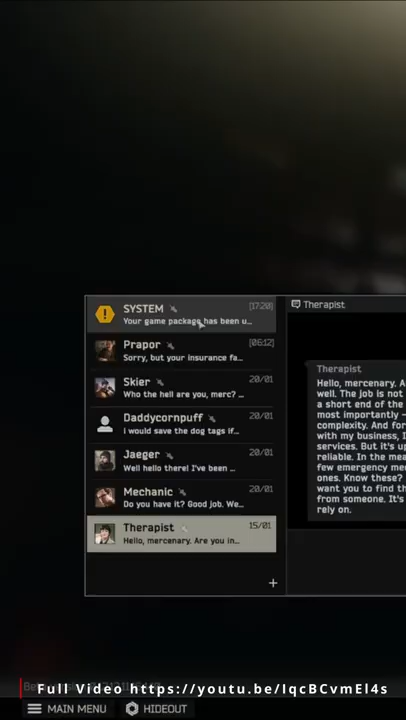 SYSTEM
[17:20]
Your game package has been u...
Prapor
[06:12]
Sorry, but your insurance fa...
Skier
20/01
Who the hell are you, merc? ...
Daddycornpuff
20/01
I would save the dog tags if...
Jaeger
20/01
Well hello there! I've been ...
Mechanic
20/01
Do you have it? Good job. We...
Therapist
15/01
Hello, mercenary. Are you in...
+
Therapist
Therapist
Hello, mercenary. A
well. The job is not
a short end of the
most importantly –
complexity. And for
with my business, I
services. But it's up
reliable. In the mea
few emergency med
ones. Know these?
want you to find th
from someone. It's
rely on.
Full Video https://youtu.be/IqcBCvmEl4s
MAIN MENU
HIDEOUT